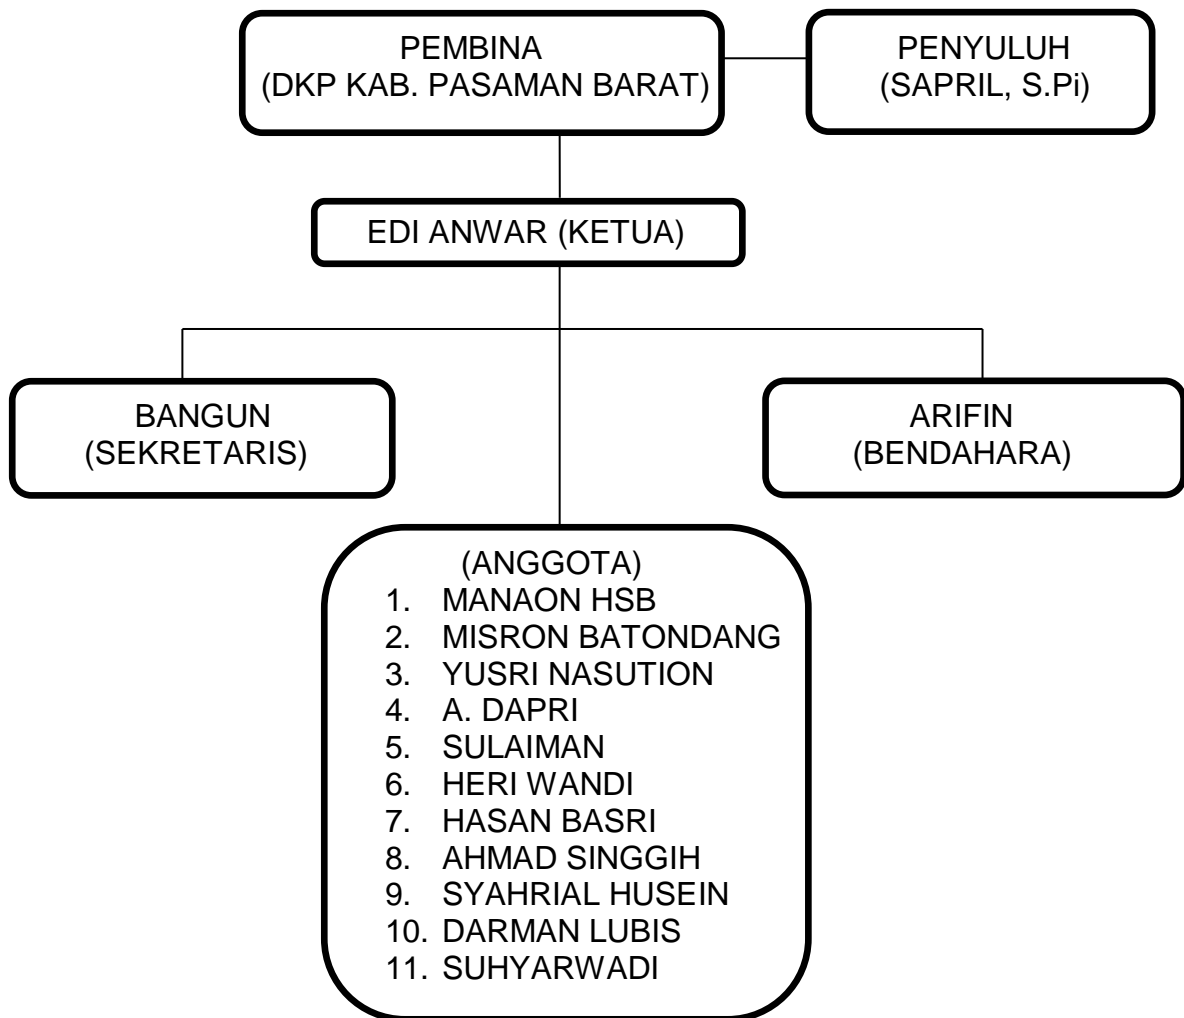 PEMBINA
(DKP KAB. PASAMAN BARAT)
PENYULUH
(SAPRIL, S.Pi)
EDI ANWAR (KETUA)
BANGUN
(SEKRETARIS)
ARIFIN
(BENDAHARA)
(ANGGOTA)
1. MANAON HSB
2. MISRON BATONDANG
3. YUSRI NASUTION
4. A. DAPRI
5. SULAIMAN
6. HERI WANDI
7. HASAN BASRI
8. AHMAD SINGGIH
9. SYAHRIAL HUSEIN
10. DARMAN LUBIS
11. SUHYARWADI